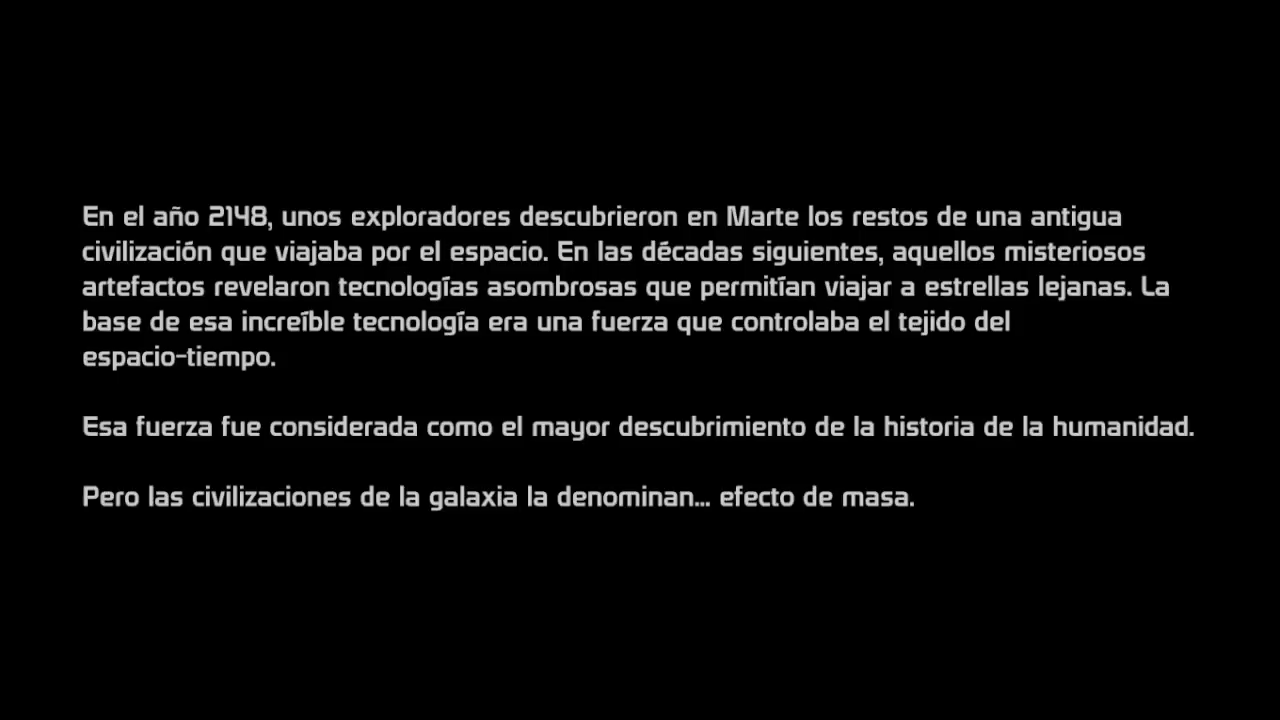 En el año 2148, unos exploradores descubrieron en Marte los restos de una antigua
civilización que viajaba por el espacio. En las décadas siguientes, aquellos misteriosos
artefactos revelaron tecnologías asombrosas que permitían viajar a estrellas lejanas. La
base de esa increíble tecnología era una fuerza que controlaba el tejido del
espacio-tiempo.
Esa fuerza fue considerada como el mayor descubrimiento de la historia de la humanidad.
Pero las civilizaciones de la galaxia la denominan... efecto de masa.